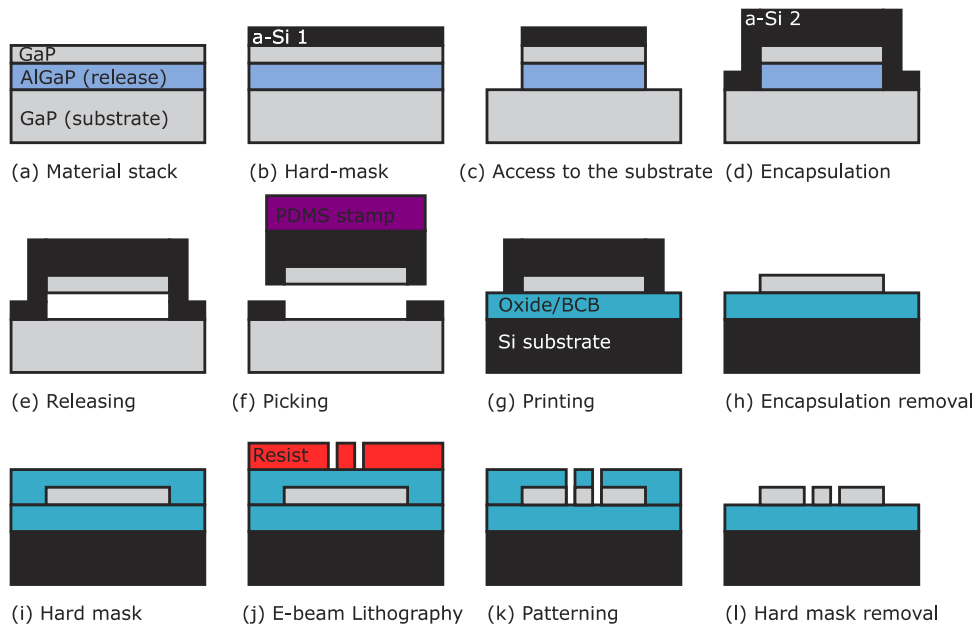 GaP
AlGaP (release)
GaP (substrate)
(a) Material stack
a-Si 1
(b) Hard-mask
(c) Access to the substrate
a-Si 2
(d) Encapsulation
(e) Releasing
PDMS stamp
(f) Picking
Oxide/BCB
Si substrate
(g) Printing
(h) Encapsulation removal
(i) Hard mask
Resist
(j) E-beam Lithography
(k) Patterning
(l) Hard mask removal